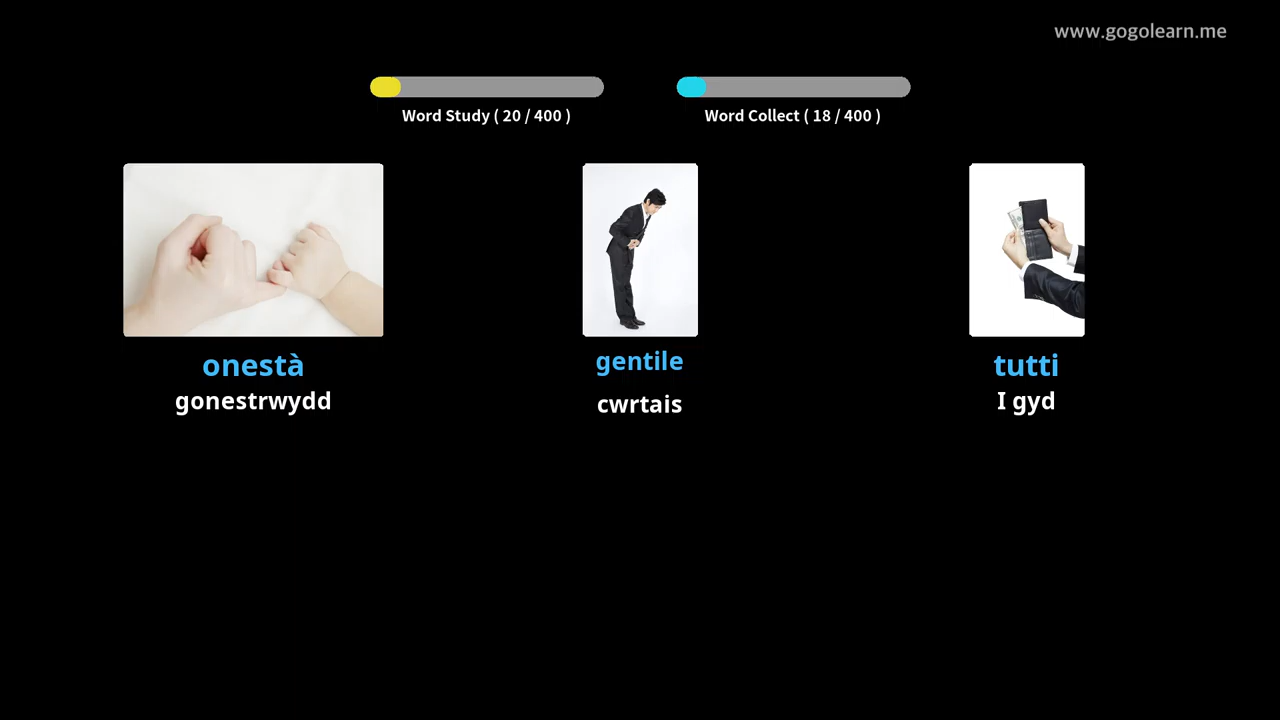 www.gogolearn.me
Word Study ( 20 / 400 )
Word Collect ( 18 / 400 )
onestà
gonestrwydd
gentile
cwrtais
tutti
I gyd